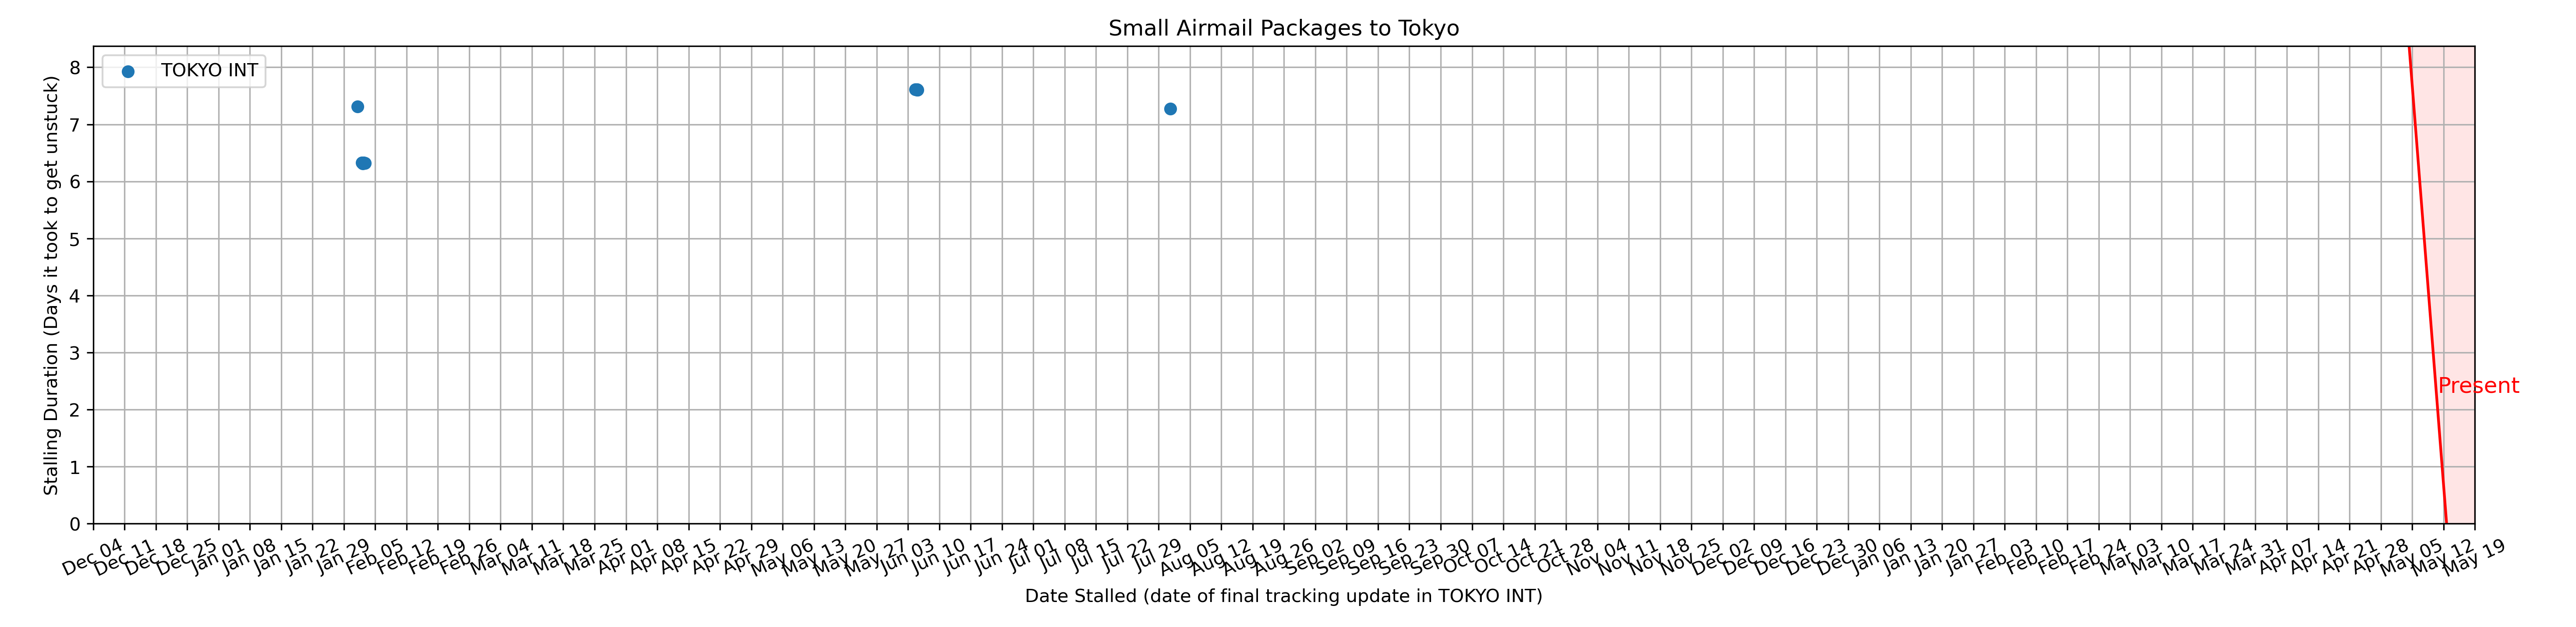 Small Airmail Packages to Tokyo
TOKYO INT
Stalling Duration (Days it took to get unstuck)
8
7
6
5
4
3
2
1
0
Present
Dec 04 Dec 11 Dec 18 Dec 25 Jan 01 Jan 08 Jan 15 Jan 22 Jan 29 Feb 05 Feb 12 Feb 19 Feb 26 Mar 04 Mar 11 Mar 18 Mar 25 Apr 01 Apr 08 Apr 15 Apr 22 Apr 29 May 06 May 13 May 20 May 27 Jun 03 Jun 10 Jun 17 Jun 24 Jul 01 Jul 08 Jul 15 Jul 22 Jul 29 Aug 05 Aug 12 Aug 19 Aug 26 Sep 02 Sep 09 Sep 16 Sep 23 Sep 30 Oct 07 Oct 14 Oct 21 Oct 28 Nov 04 Nov 11 Nov 18 Nov 25 Dec 02 Dec 09 Dec 16 Dec 23 Dec 30 Jan 06 Jan 13 Jan 20 Jan 27 Feb 03 Feb 10 Feb 17 Feb 24 Mar 03 Mar 10 Mar 17 Mar 24 Mar 31 Apr 07 Apr 14 Apr 21 Apr 28 May 05 May 12 May 19
Date Stalled (date of final tracking update in TOKYO INT)